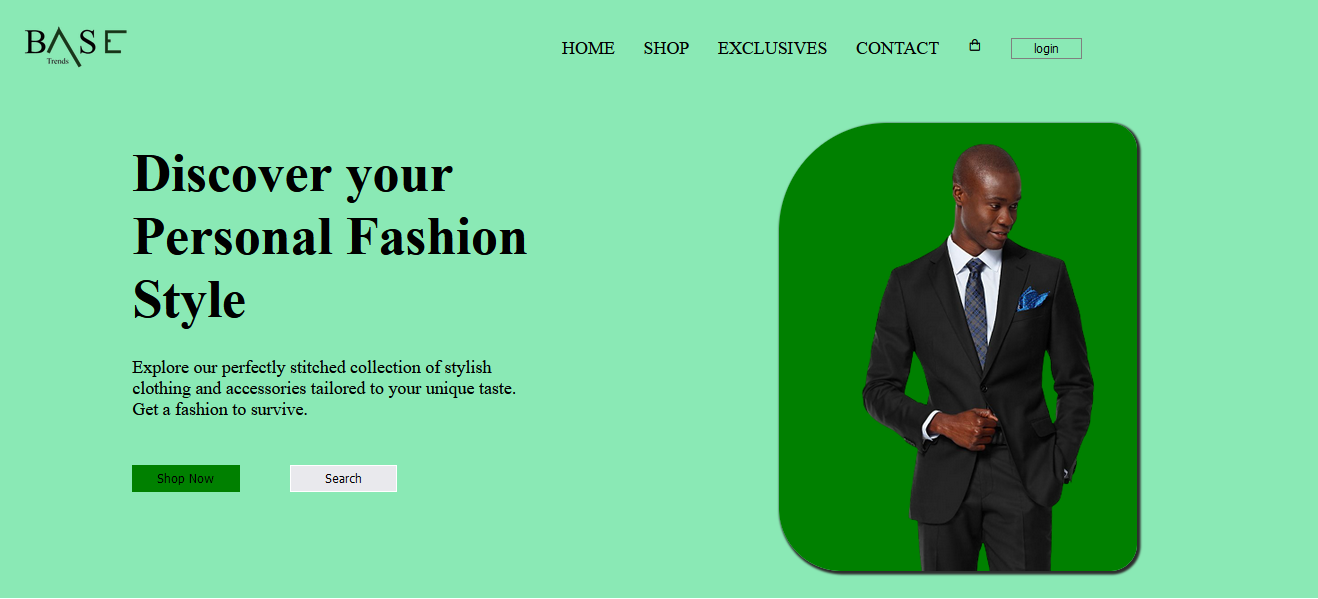 BASE
Trends
HOME SHOP EXCLUSIVES CONTACT login
Discover your
Personal Fashion
Style
Explore our perfectly stitched collection of stylish
clothing and accessories tailored to your unique taste.
Get a fashion to survive.
Shop Now Search